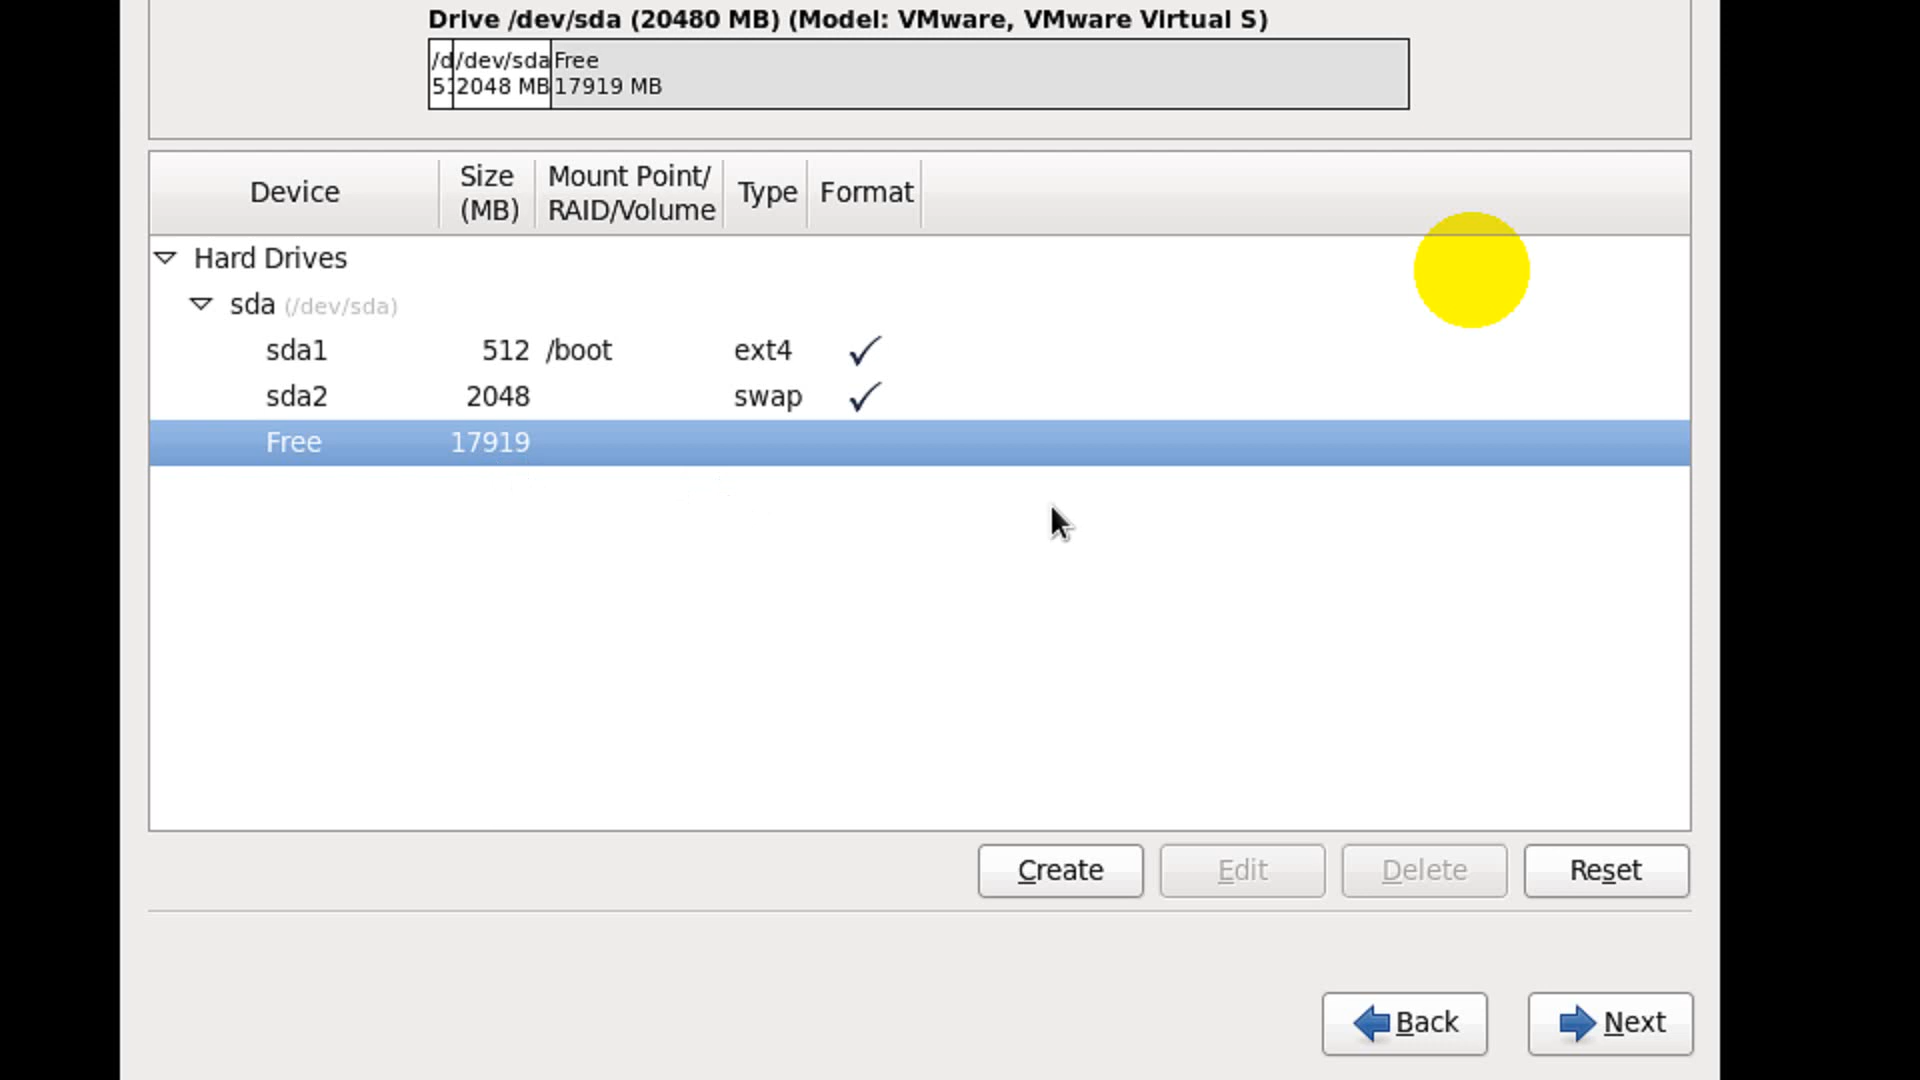 Drive /dev/sda (20480 MB) (Model: VMware, VMware Virtual S)
/d /dev/sda Free
51 2048 MB 17919 MB
Device Size (MB) Mount Point/ RAID/Volume Type Format
Hard Drives
sda (/dev/sda)
sda1 512 /boot ext4
sda2 2048 swap
Free 17919
Create Edit Delete Reset
Back Next